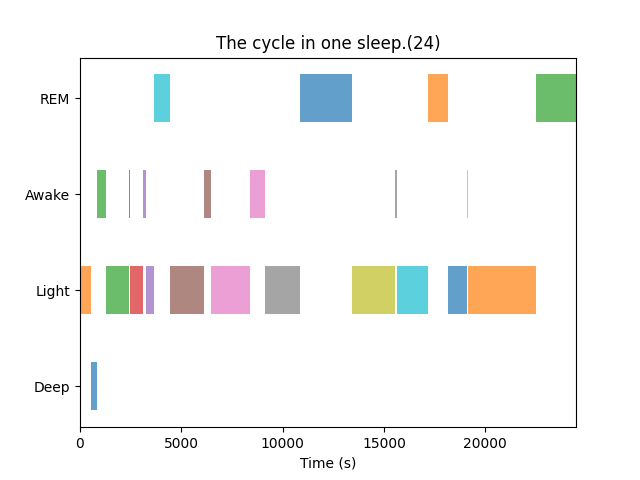 The cycle in one sleep.(24)
REM
Awake
Light
Deep
0 5000 10000 15000 20000
Time (s)